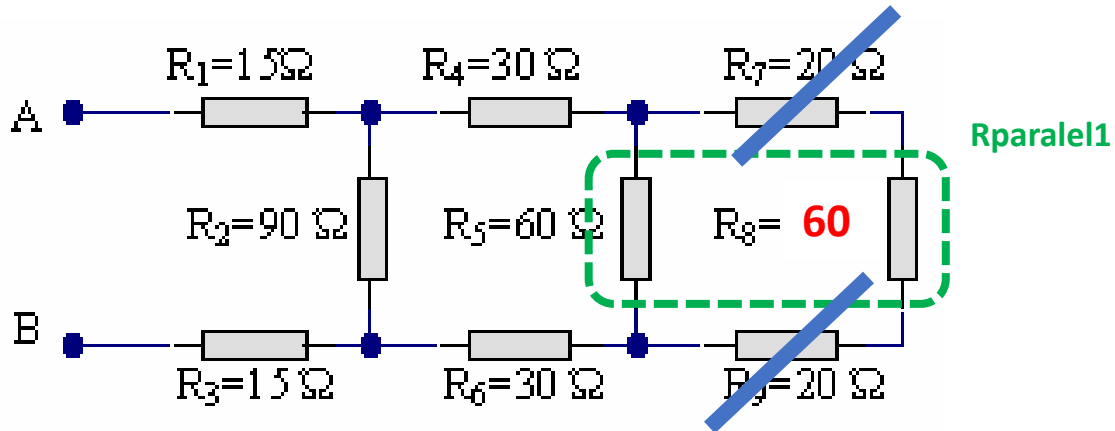 R₁=15Ω
R₄=30 Ω
R₇=20 Ω
A
Rparalel1
R₂=90 Ω
R₅=60 Ω
R₈= 60
B
R₃=15 Ω
R₆=30 Ω
R₉=20 Ω